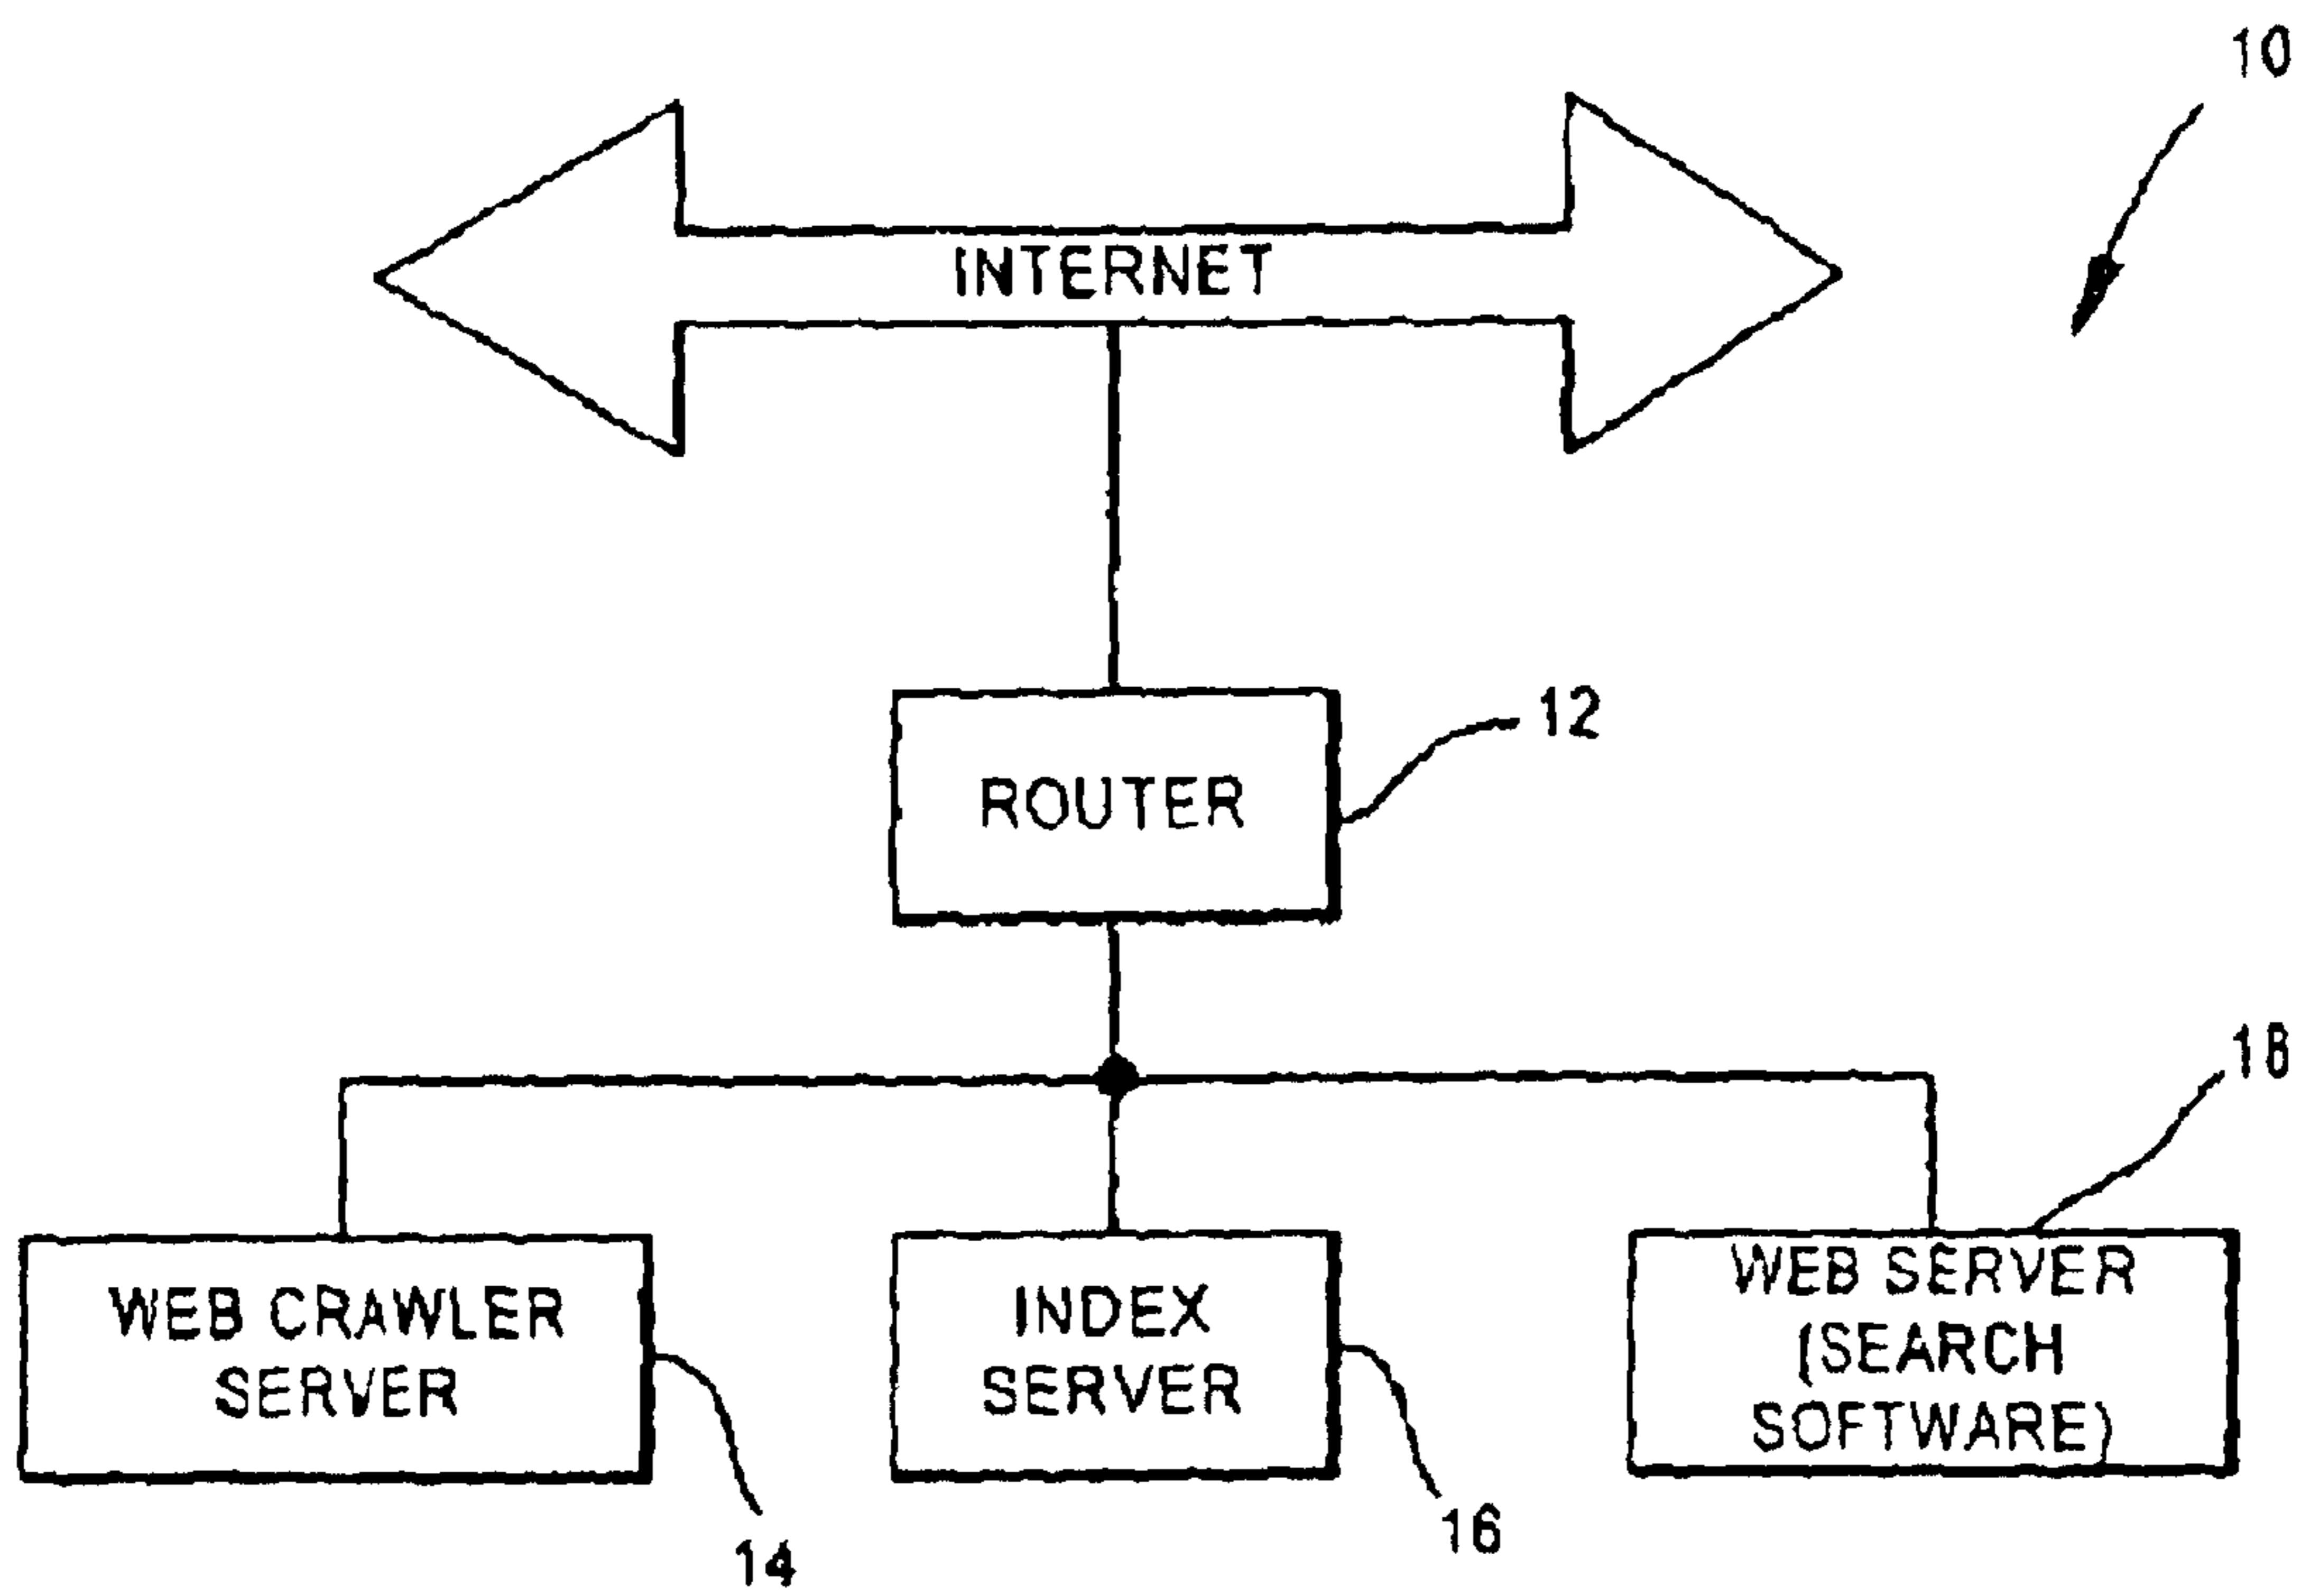 10
INTERNET
12
ROUTER
18
WEB CRAWLER
SERVER
INDEX
SERVER
WEB SERVER
(SEARCH
SOFTWARE)
14
16